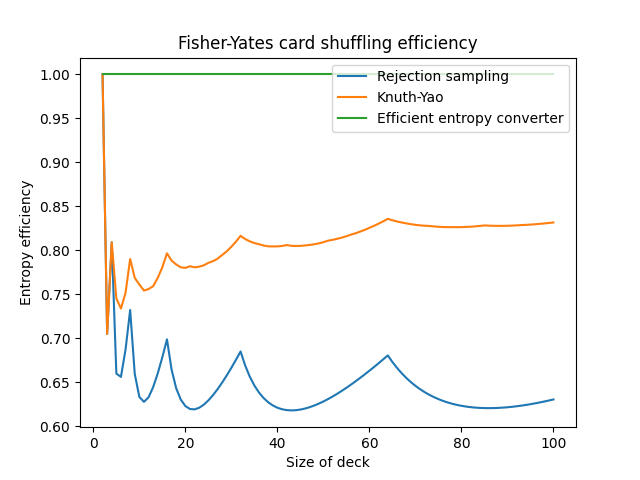 Fisher-Yates card shuffling efficiency
Rejection sampling
Knuth-Yao
Efficient entropy converter
Entropy efficiency
1.00
0.95
0.90
0.85
0.80
0.75
0.70
0.65
0.60
0 20 40 60 80 100
Size of deck